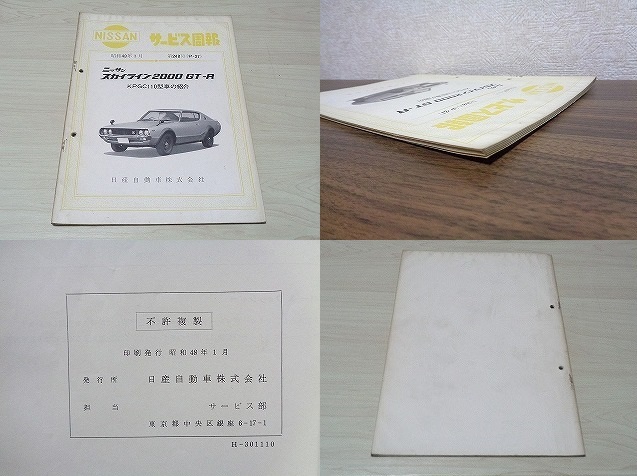 NISSAN サービス周報
昭和48年1月
ニッサン
スカイライン2000 GT-R
KPGC110型車の紹介
日産自動車株式会社
不許複製
印刷発行 昭和48年1月
発行所 日産自動車株式会社
担当 サービス部
東京都中央区銀座6-17-1
H-301110